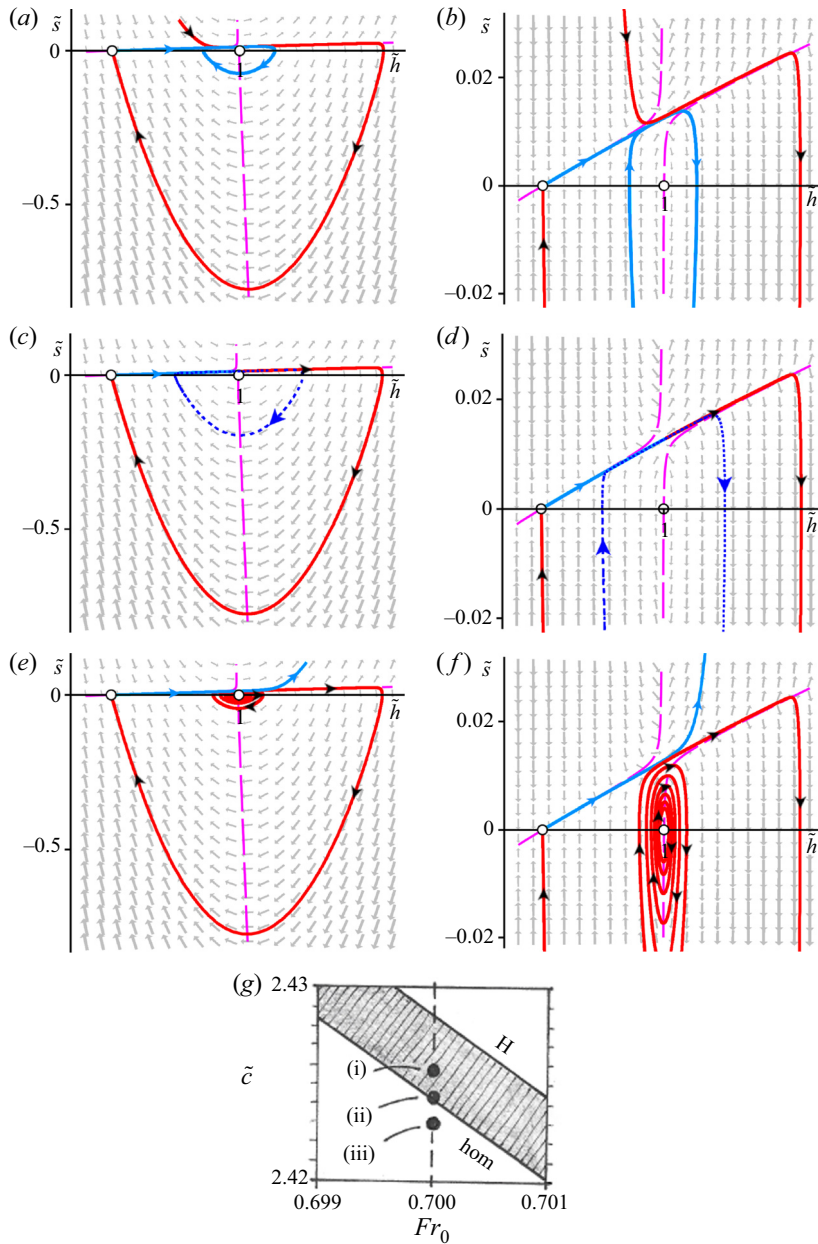 (a)
s̃
0
1
h̃
−0.5
(b)
s̃
0.02
0
1
h̃
−0.02
(c)
s̃
0
1
h̃
−0.5
(d)
s̃
0.02
0
1
h̃
−0.02
(e)
s̃
0
1
h̃
−0.5
(f)
s̃
0.02
0
1
h̃
−0.02
(g)
2.43
H
c̃
(i)
(ii)
(iii)
hom
2.42
0.699 0.700 0.701
Fr₀